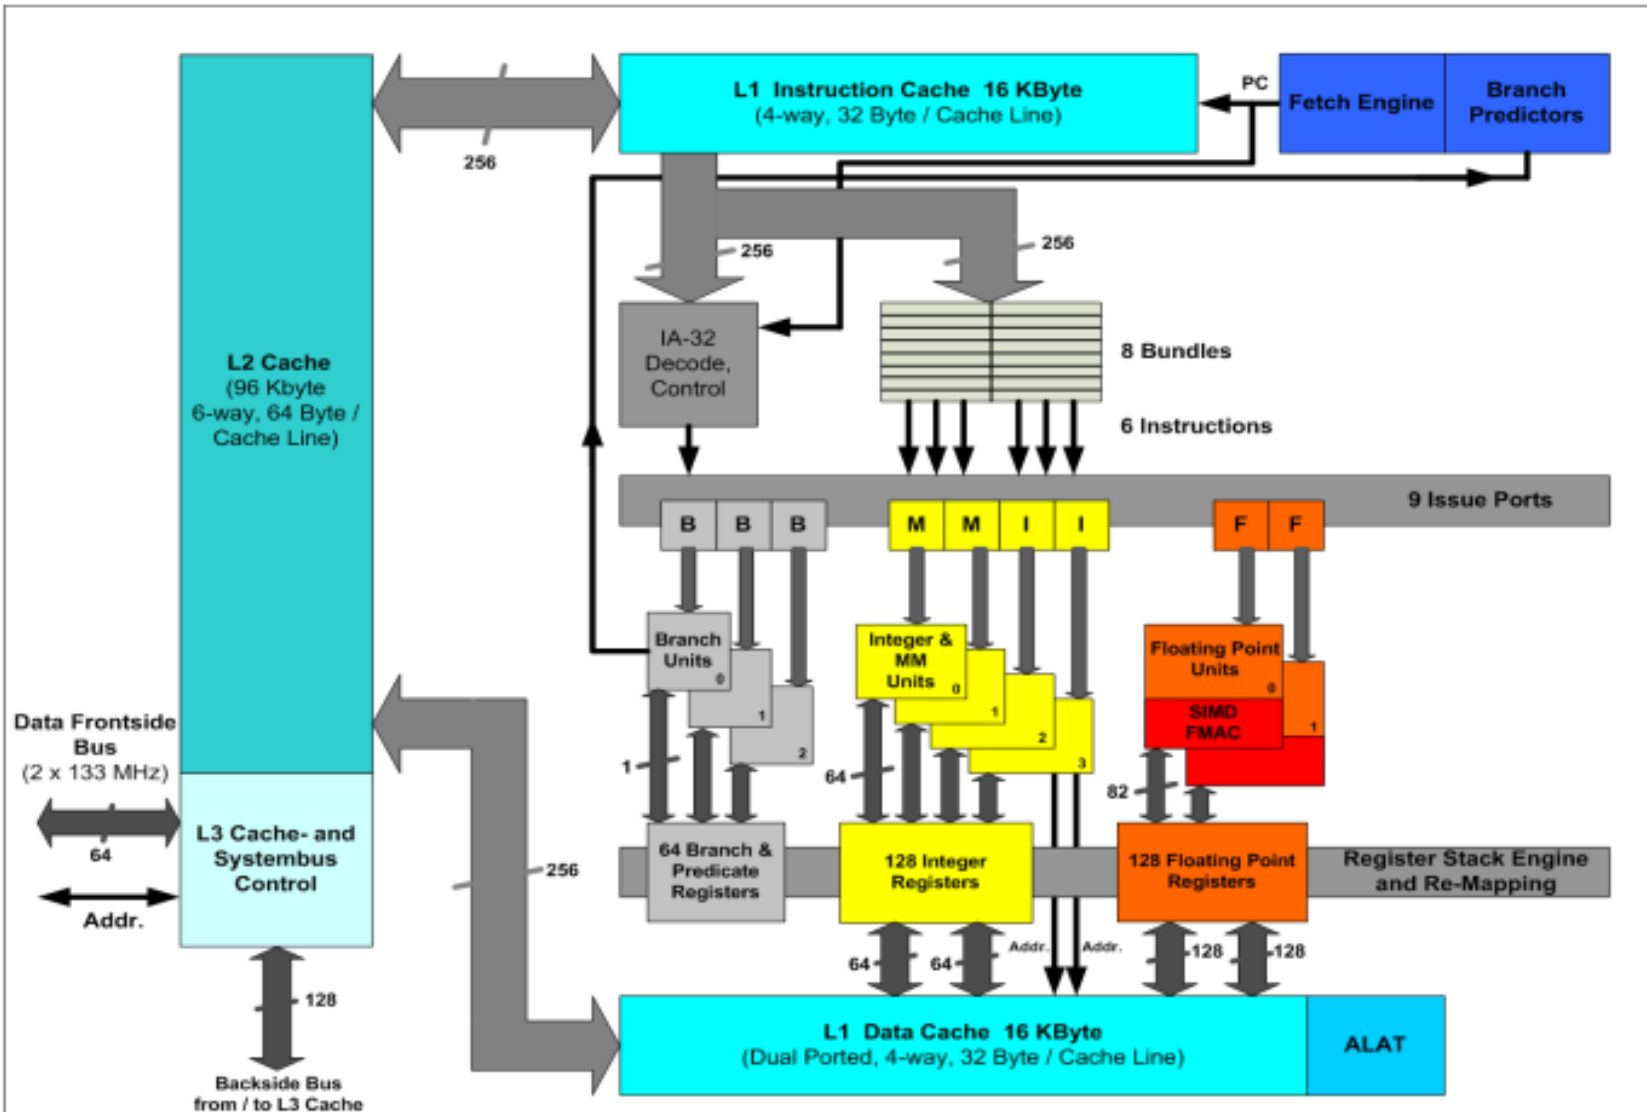 L1 Instruction Cache 16 KByte
(4-way, 32 Byte / Cache Line)
PC
Fetch Engine
Branch
Predictors
256
256
256
L2 Cache
(96 Kbyte
6-way, 64 Byte /
Cache Line)
IA-32
Decode,
Control
8 Bundles
6 Instructions
9 Issue Ports
B
B
B
M
M
I
I
F
F
Branch
Units
0
1
2
Integer &
MM
Units
0
1
2
3
Floating Point
Units
0
SIMD
FMAC
1
1
64
82
Data Frontside
Bus
(2 x 133 MHz)
64
Addr.
L3 Cache- and
Systembus
Control
256
64 Branch &
Predicate
Registers
128 Integer
Registers
128 Floating Point
Registers
Register Stack Engine
and Re-Mapping
64
64
Addr.
Addr.
128
128
128
L1 Data Cache 16 KByte
(Dual Ported, 4-way, 32 Byte / Cache Line)
ALAT
Backside Bus
from / to L3 Cache